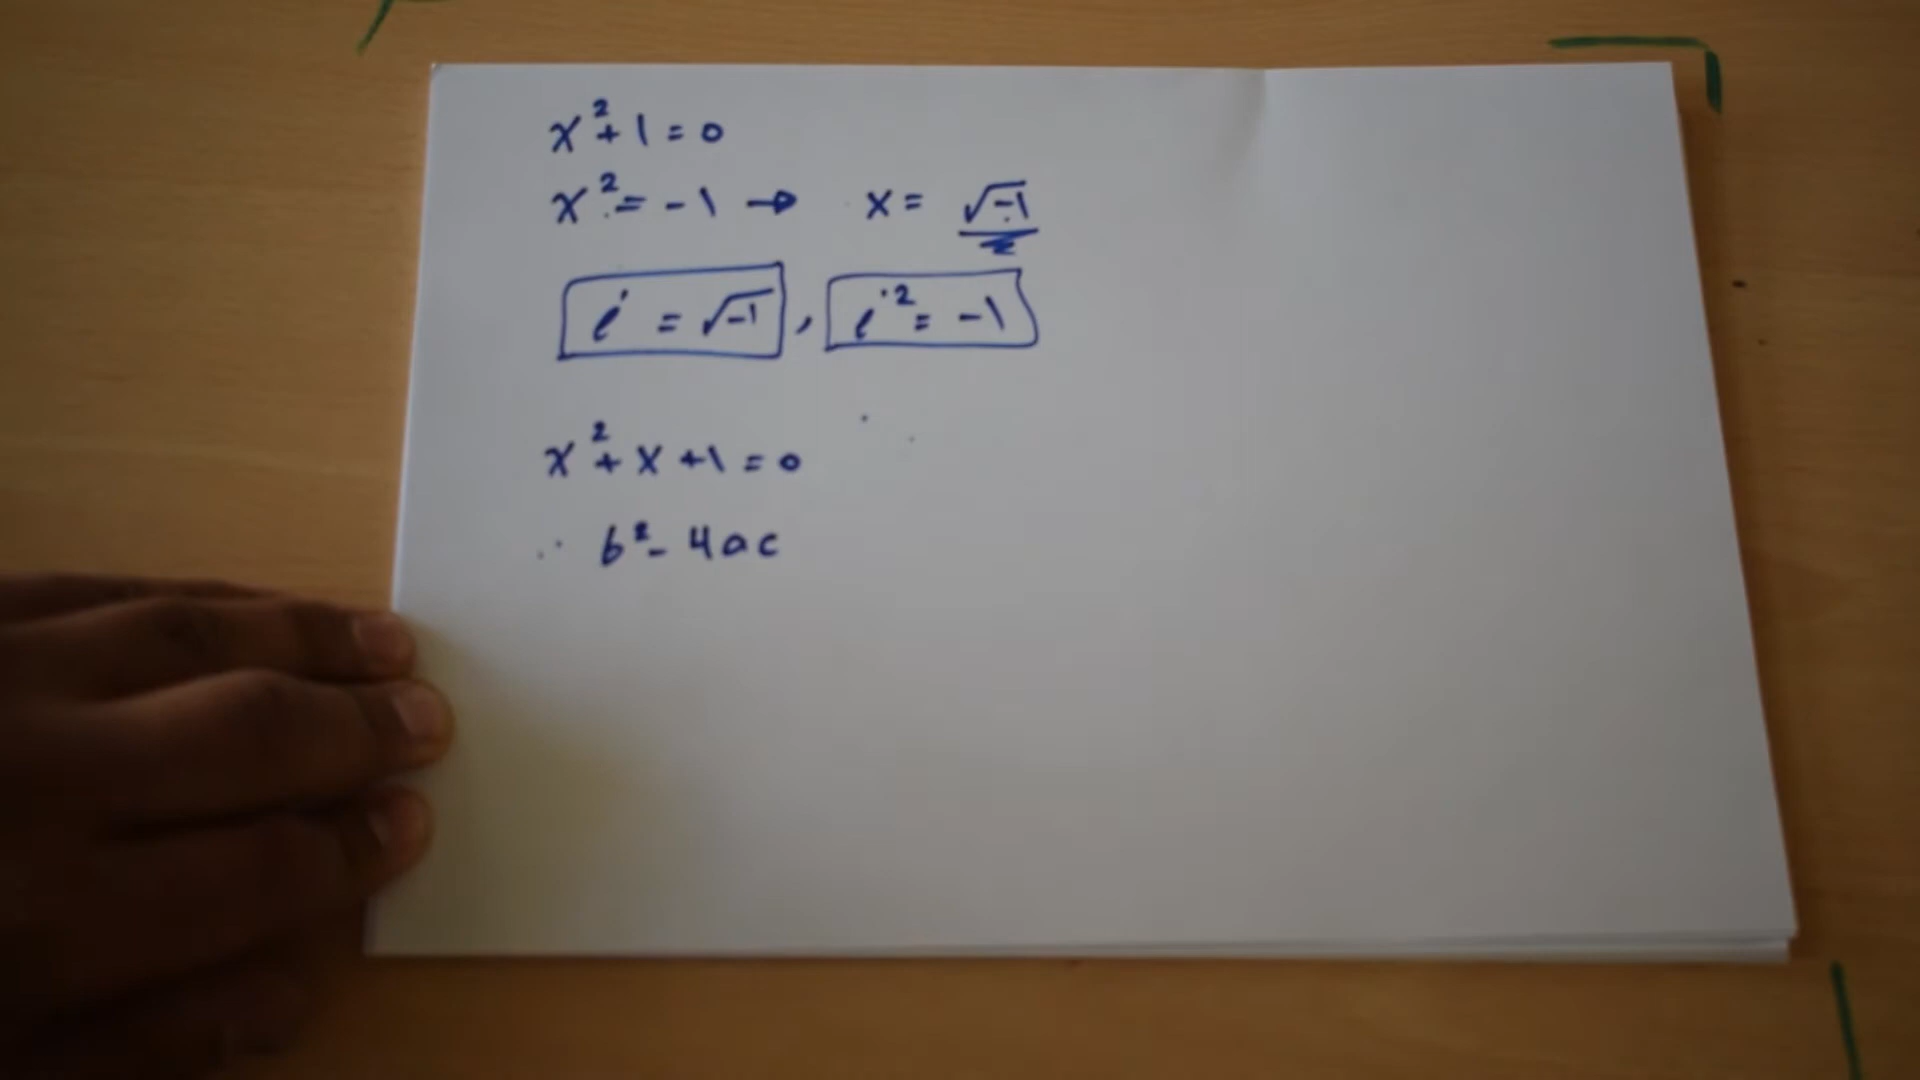 x²+1=0
x²=-1 → x= √-1
i = √-1 , i²= -1
x²+x+1=0
b²-4ac